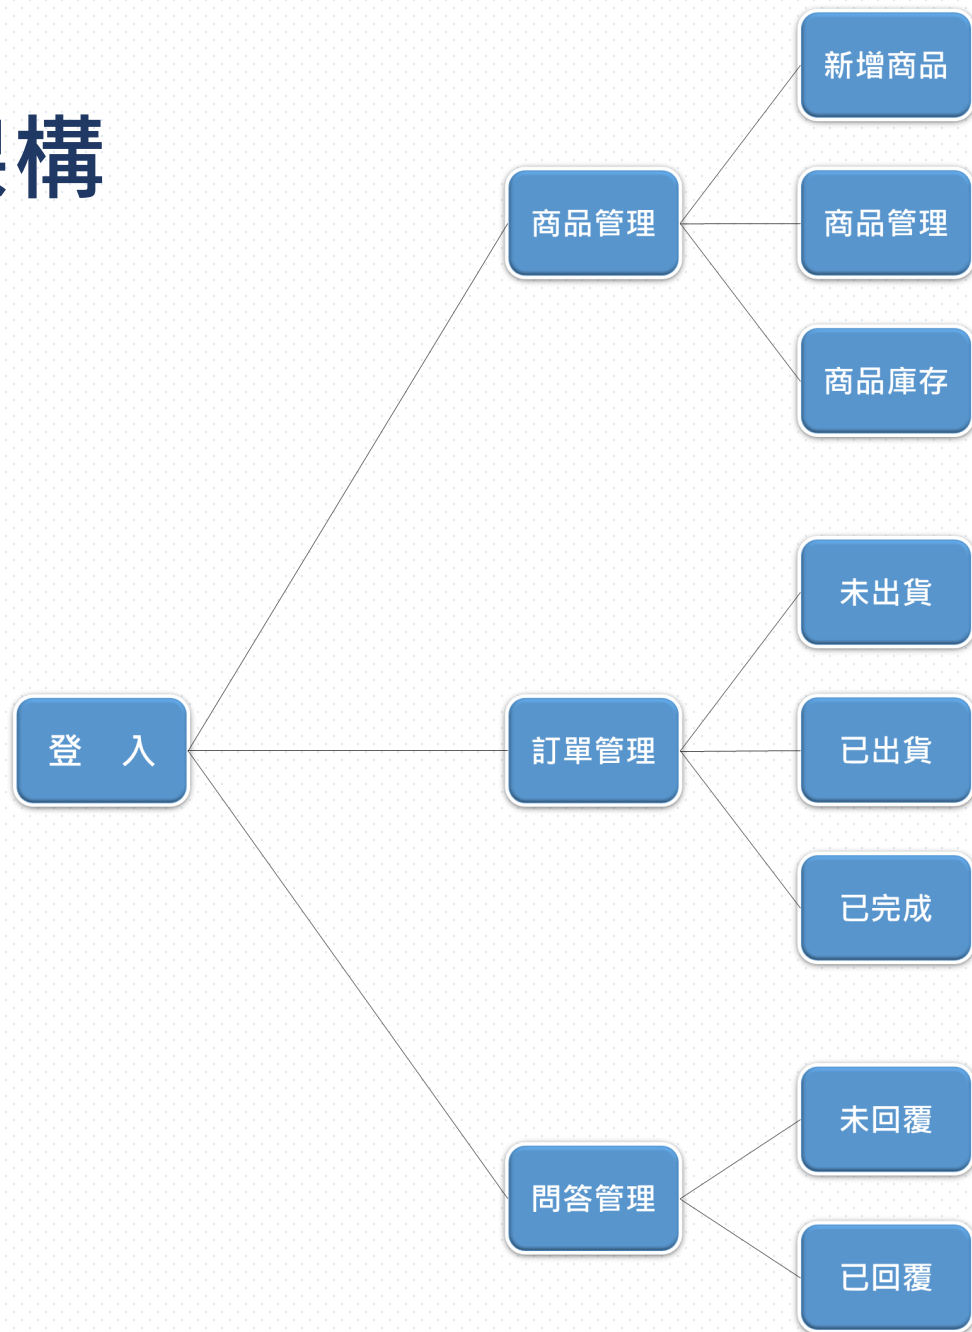 構
新增商品
商品管理
商品管理
商品庫存
未出貨
登 入
訂單管理
已出貨
已完成
未回覆
問答管理
已回覆